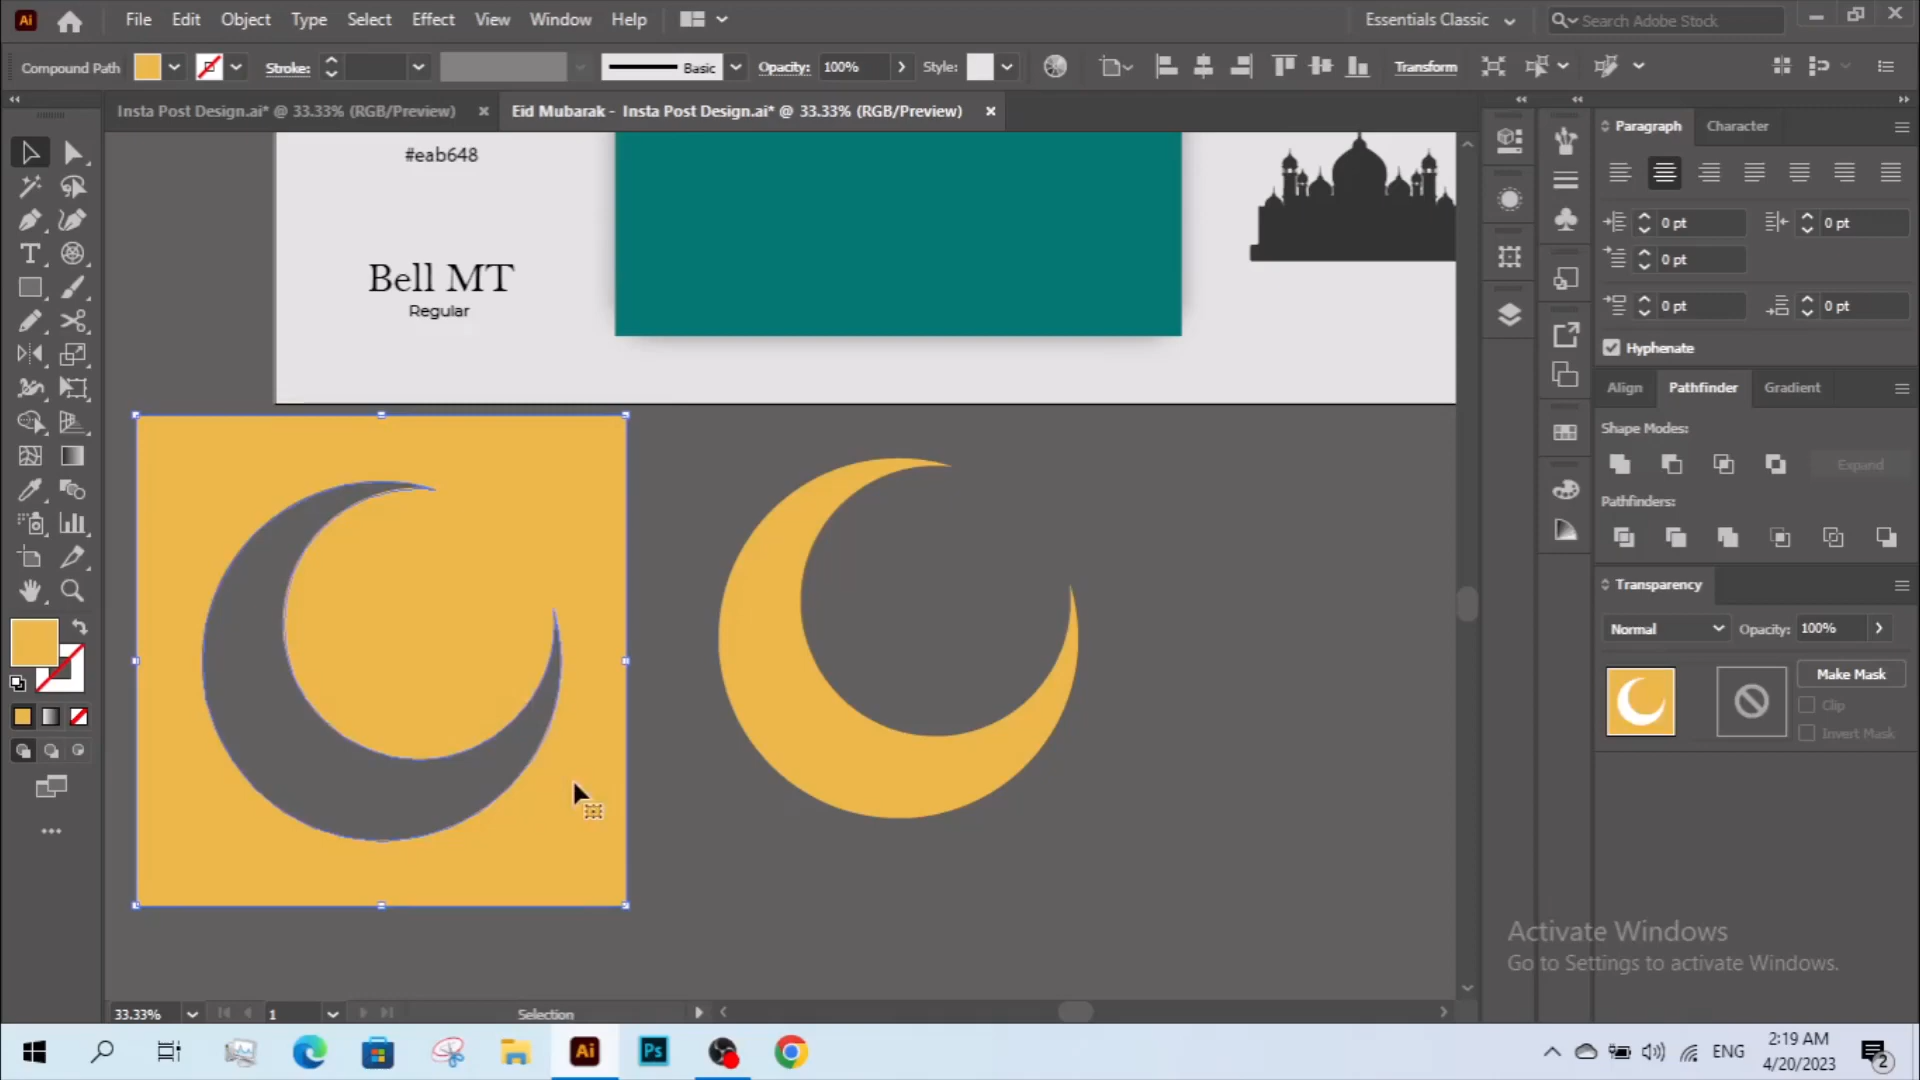 Ai File Edit Object Type Select Effect View Window Help Essentials Classic Search Adobe Stock
Compound Path Stroke: Basic Opacity: 100% Style: Transform
Insta Post Design.ai* @ 33.33% (RGB/Preview) Eid Mubarak - Insta Post Design.ai* @ 33.33% (RGB/Preview)
#eab648
Bell MT
Regular
Paragraph Character
0 pt 0 pt
0 pt
0 pt 0 pt
Hyphenate
Align Pathfinder Gradient
Shape Modes:
Expand
Pathfinders:
Transparency
Normal Opacity: 100%
Make Mask
Clip
Invert Mask
Activate Windows
Go to Settings to activate Windows.
33.33% 1 Selection
Ai Ps ENG 2:19 AM
4/20/2023 2